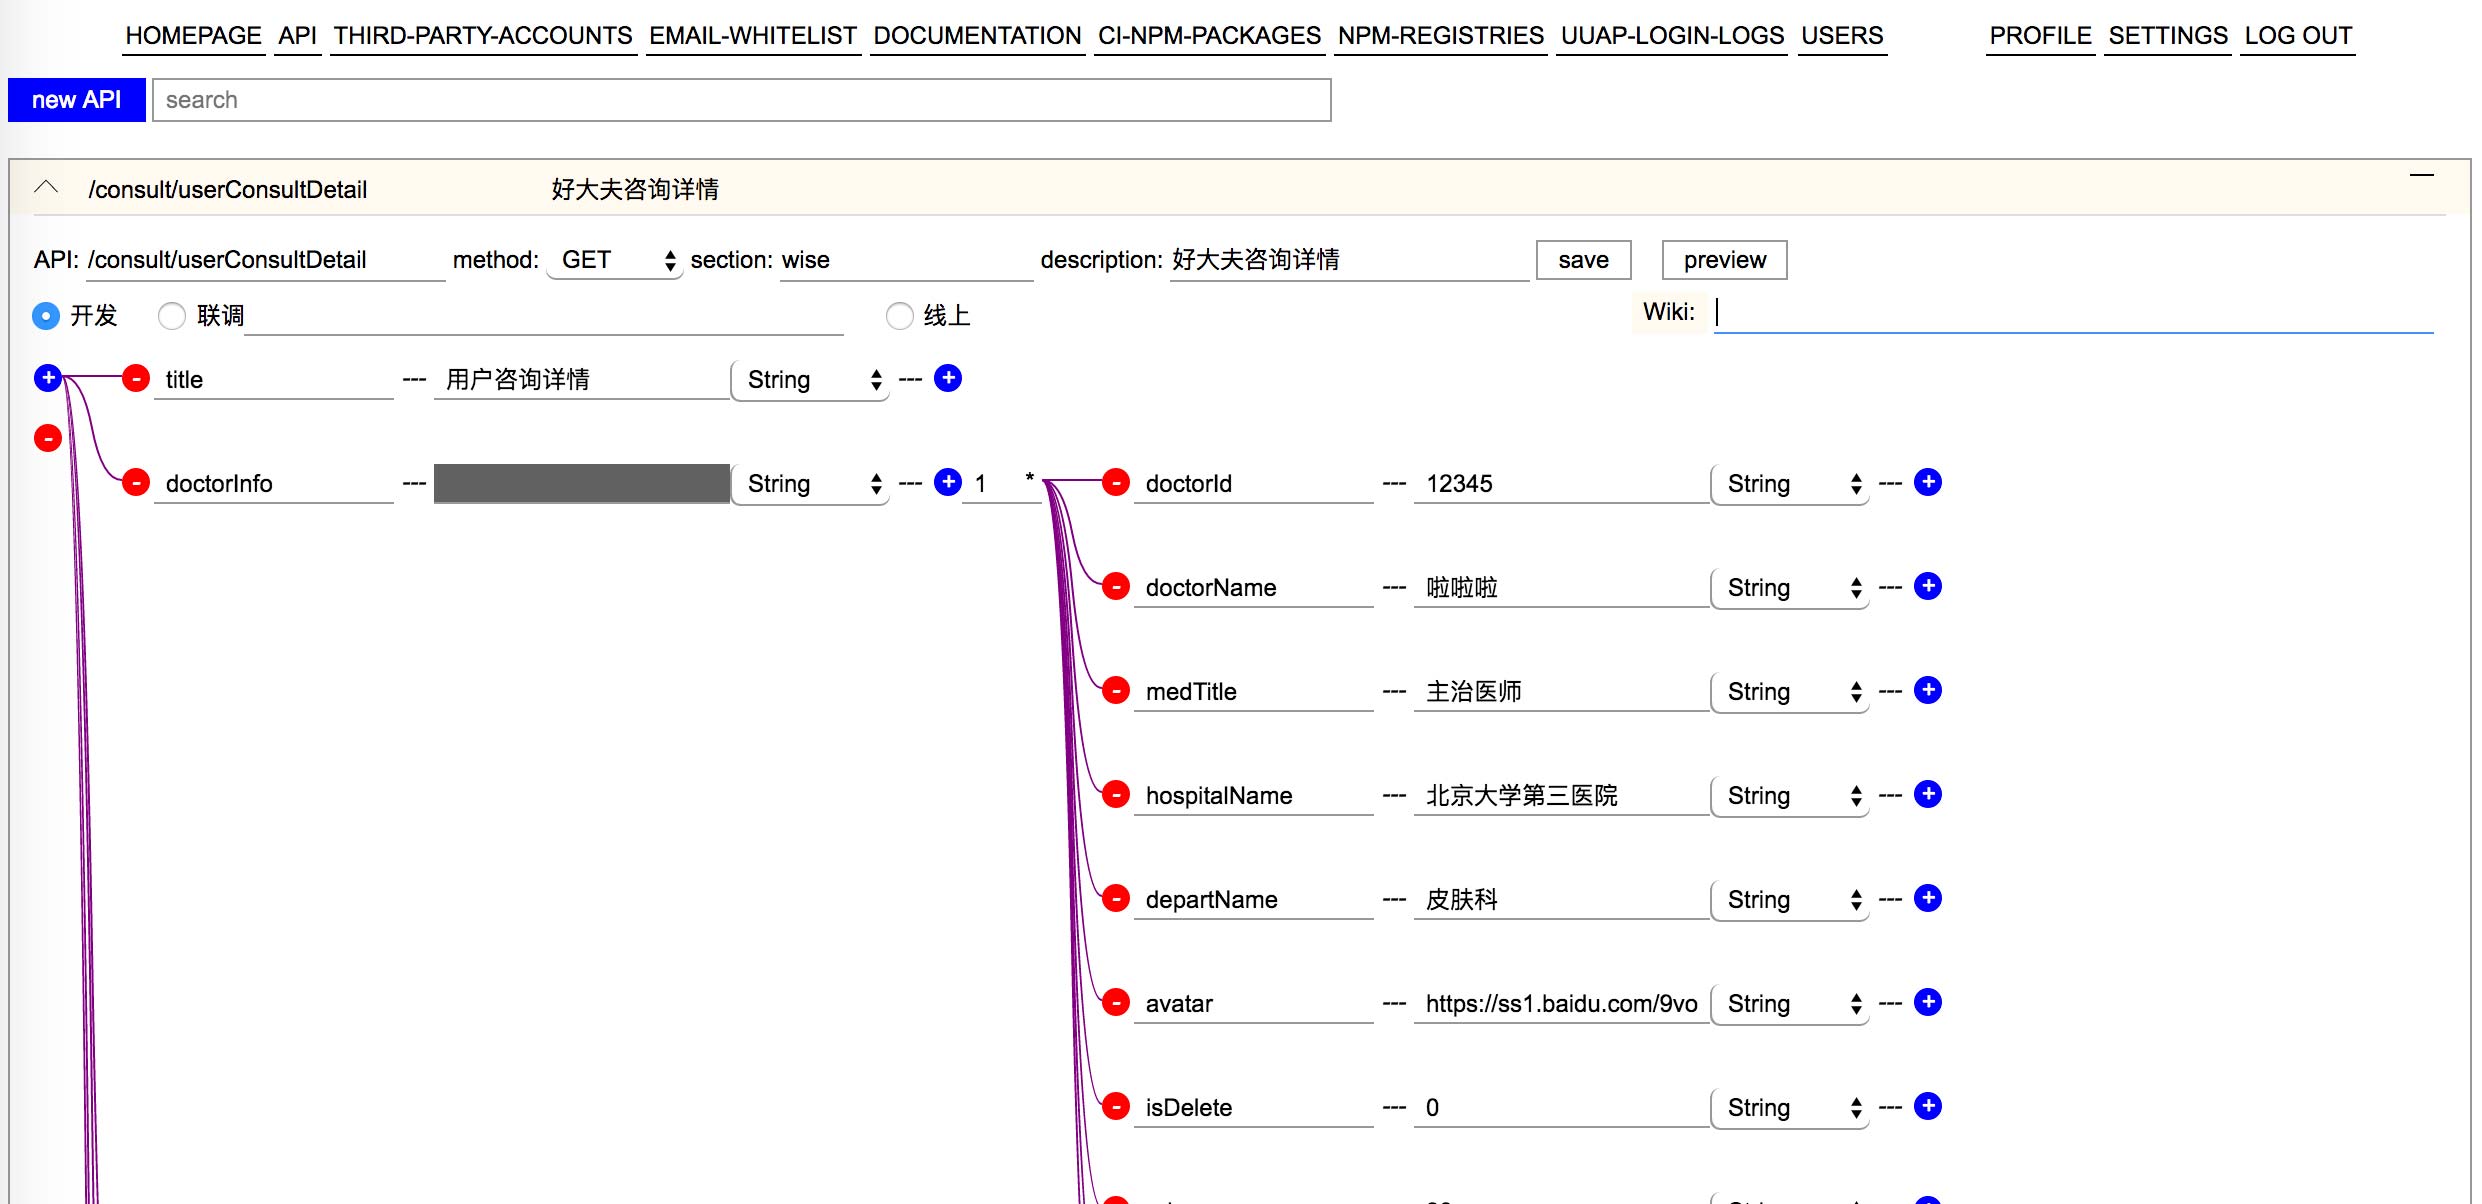 HOMEPAGE API THIRD-PARTY-ACCOUNTS EMAIL-WHITELIST DOCUMENTATION CI-NPM-PACKAGES NPM-REGISTRIES UUAP-LOGIN-LOGS USERS PROFILE SETTINGS LOG OUT
new API search
/consult/userConsultDetail 好大夫咨询详情
API: /consult/userConsultDetail method: GET section: wise description: 好大夫咨询详情 save preview
开发 联调 线上 Wiki:
+ - title --- 用户咨询详情 String --- +
-
- doctorInfo --- String --- + 1 * - doctorId --- 12345 String --- +
- doctorName --- 啦啦啦 String --- +
- medTitle --- 主治医师 String --- +
- hospitalName --- 北京大学第三医院 String --- +
- departName --- 皮肤科 String --- +
- avatar --- https://ss1.baidu.com/9vo String --- +
- isDelete --- 0 String --- +